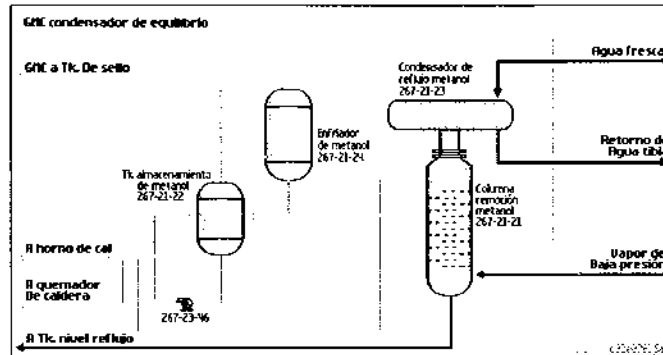 GNC condensador de equilibrio
GNC a Tk. De sello
Agua fresca
Condensador de
reflujo metanol
267-21-23
Enfriador
de metanol
267-21-24
Retorno de
Agua tibia
Tk almacenamiento
de metanol
267-21-22
Columna
remoción
metanol
267-21-21
A horno de cal
Vapor de
Baja presión
A quemador
De caldera
267-23-46
A Tk. nivel reflujo